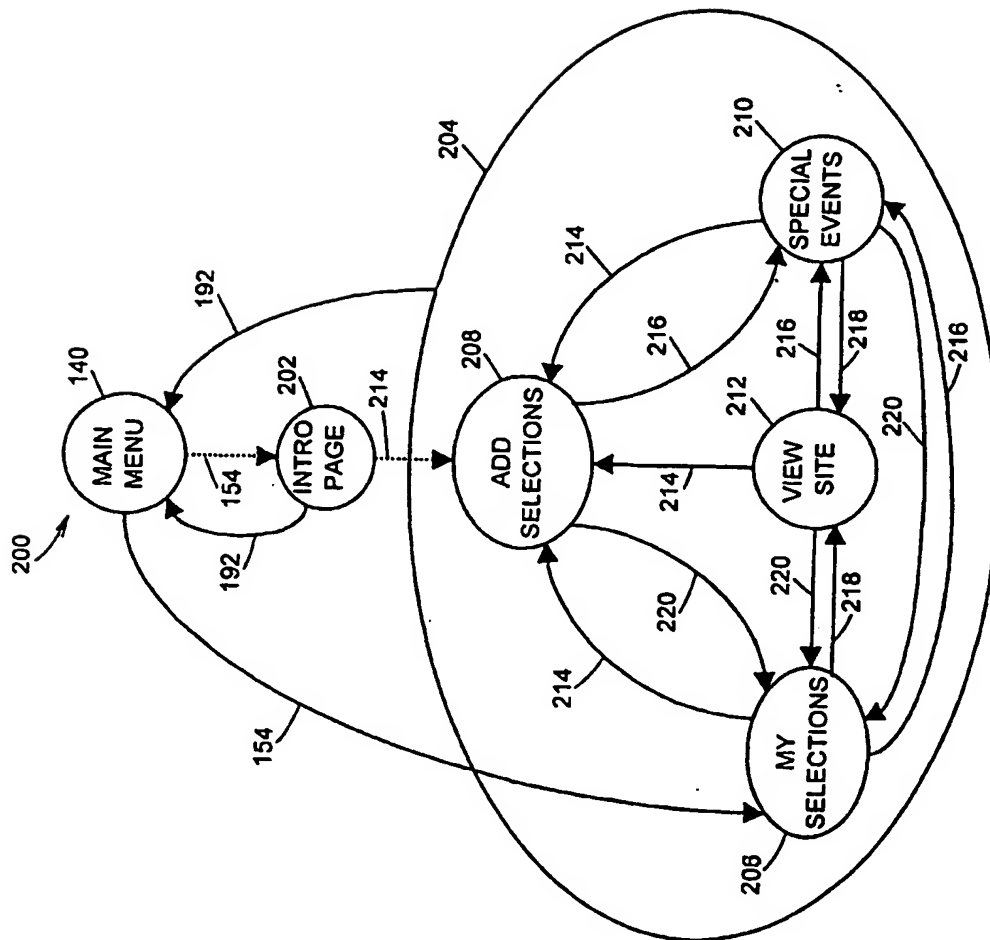 200
140
MAIN
MENU
192
204
154
202
INTRO
PAGE
192
214
154
208
ADD
SELECTIONS
214
216
210
SPECIAL
EVENTS
214
220
214
212
VIEW
SITE
216
218
220
218
206
MY
SELECTIONS
220
216